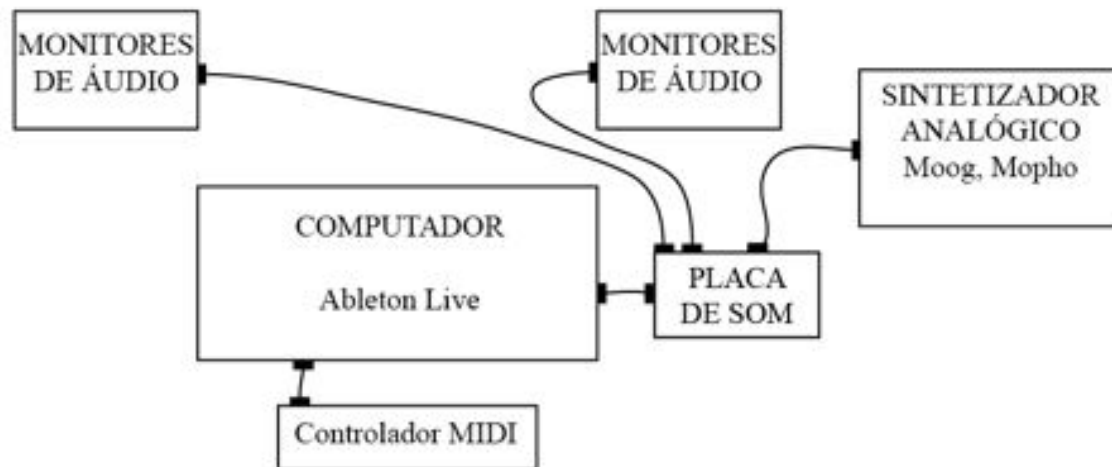 MONITORES
DE ÁUDIO
MONITORES
DE ÁUDIO
SINTETIZADOR
ANALÓGICO
Moog, Mopho
COMPUTADOR
Ableton Live
PLACA
DE SOM
Controlador MIDI